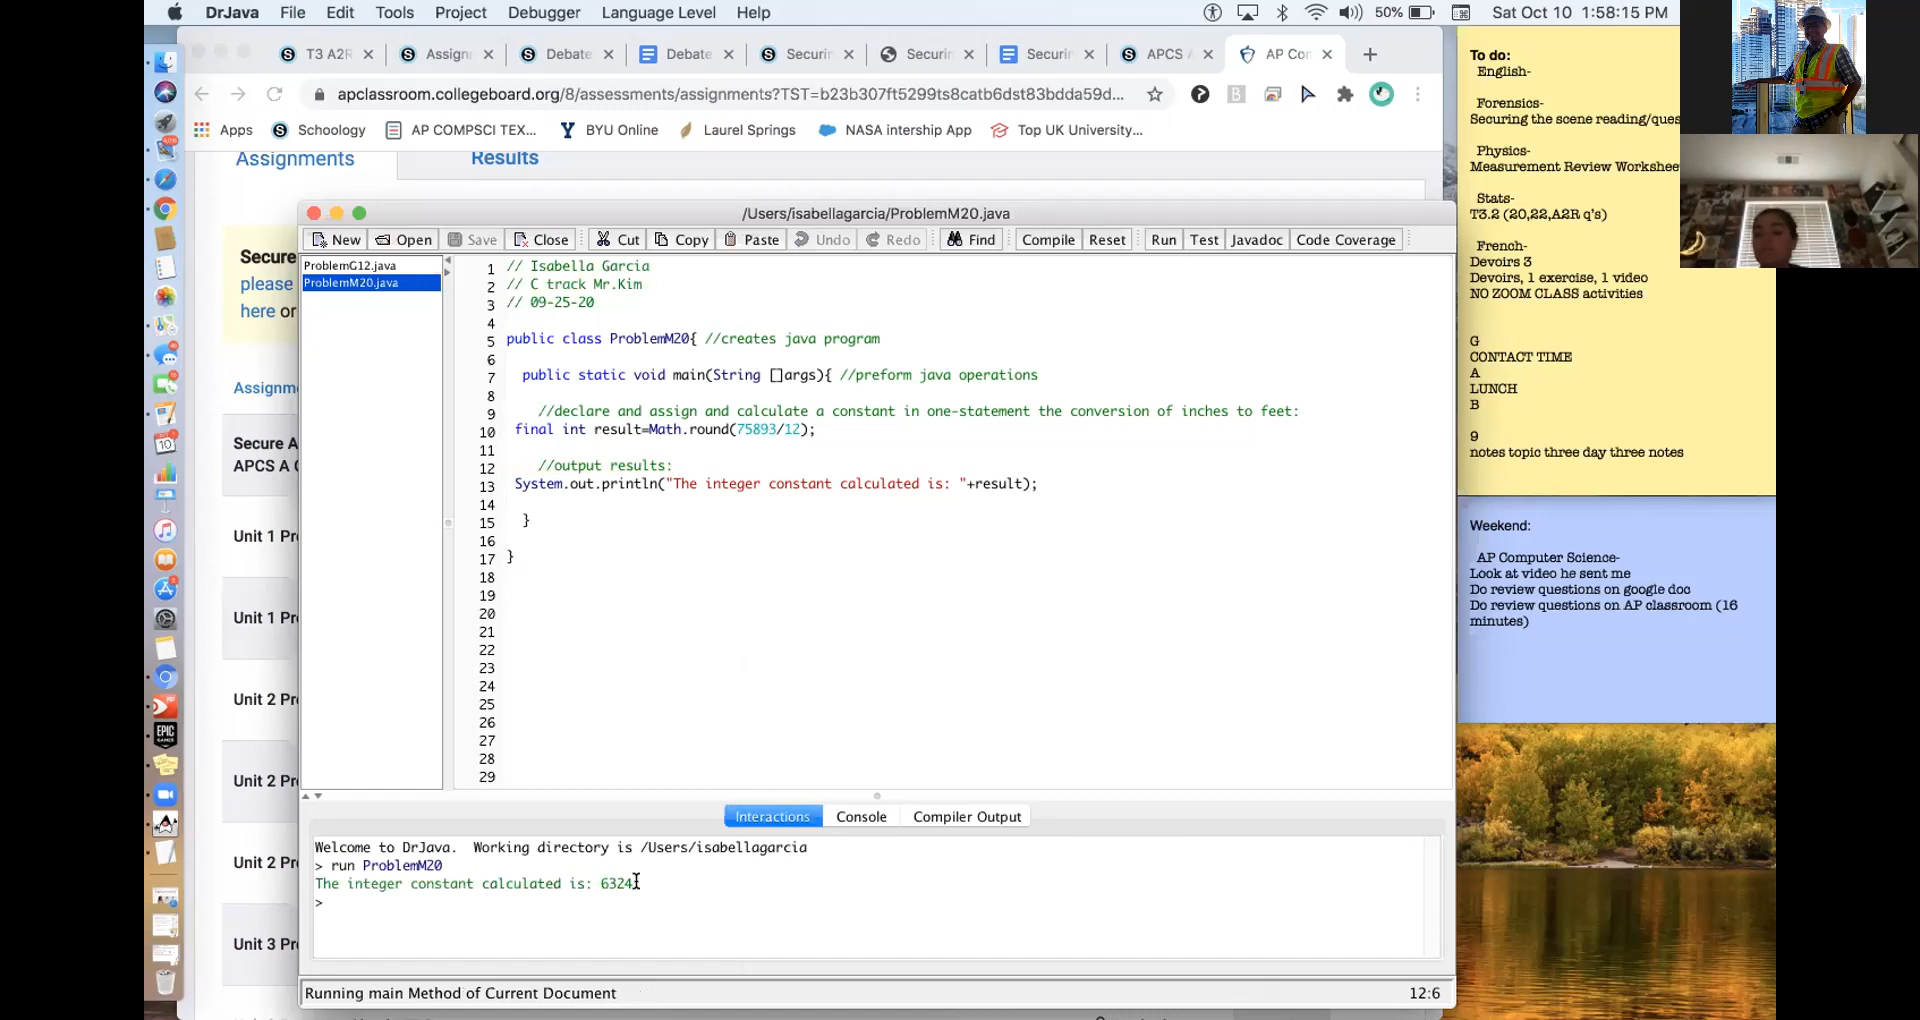 DrJava File Edit Tools Project Debugger Language Level Help 50% Sat Oct 10 1:58:15 PM
T3 A2R Assignn Debate Debate Securin Securin Securin APCS A AP Con
apclassroom.collegeboard.org/8/assessments/assignments?TST=b23b307ft5299ts8catb6dst83bdda59d...
Apps Schoology AP COMPSCI TEX... BYU Online Laurel Springs NASA intership App Top UK University...
Assignments Results
/Users/isabellagarcia/ProblemM20.java
New Open Save Close Cut Copy Paste Undo Redo Find Compile Reset Run Test Javadoc Code Coverage
Secure
please
here or
Assignm
Secure A
APCS A
Unit 1 Pr
Unit 1 Pr
Unit 2 Pr
Unit 2 Pr
Unit 2 Pr
Unit 3 Pr
ProblemG12.java
ProblemM20.java
1 // Isabella Garcia
2 // C track Mr.Kim
3 // 09-25-20
4
5 public class ProblemM20{ //creates java program
6
7 public static void main(String []args){ //preform java operations
8
9 //declare and assign and calculate a constant in one-statement the conversion of inches to feet:
10 final int result=Math.round(75893/12);
11
12 //output results:
13 System.out.println("The integer constant calculated is: "+result);
14
15 }
16
17 }
18
19
20
21
22
23
24
25
26
27
28
29
Interactions Console Compiler Output
Welcome to DrJava. Working directory is /Users/isabellagarcia
> run ProblemM20
The integer constant calculated is: 6324
>
Running main Method of Current Document 12:6
To do:
English-
Forensics-
Securing the scene reading/ques
Physics-
Measurement Review Workshee
Stats-
T3.2 (20,22,A2R q's)
French-
Devoirs 3
Devoirs, 1 exercise, 1 video
NO ZOOM CLASS activities
G
CONTACT TIME
A
LUNCH
B
9
notes topic three day three notes
Weekend:
AP Computer Science-
Look at video he sent me
Do review questions on google doc
Do review questions on AP classroom (16
minutes)
EPIC
GAMES